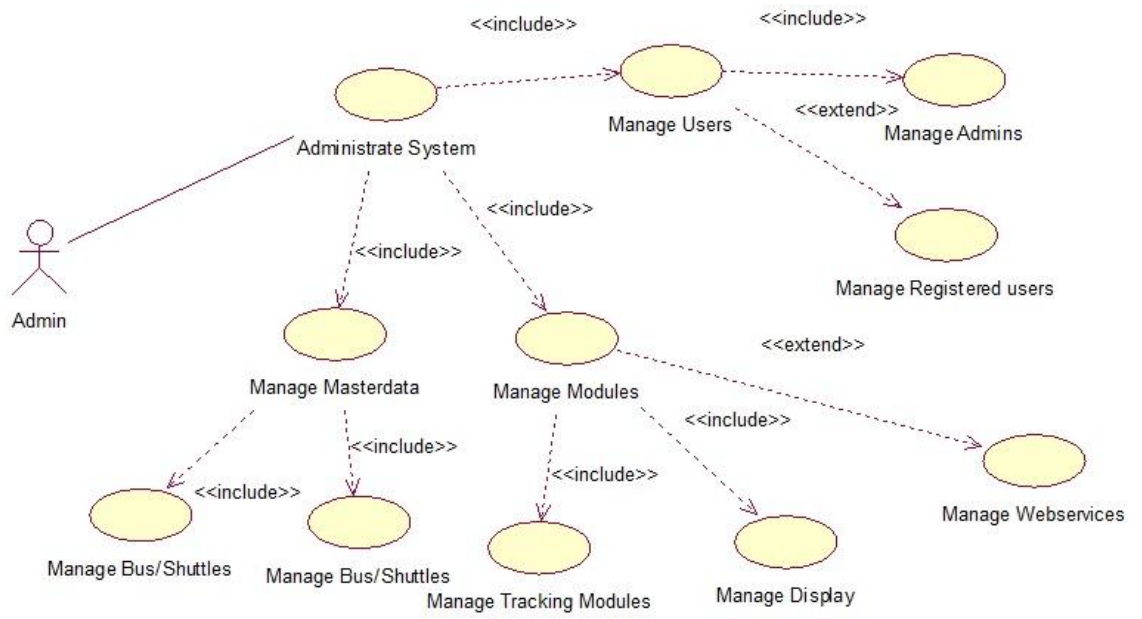 <<include>>
<<include>>
<<extend>>
Manage Users
Manage Admins
Administrate System
<<include>>
<<include>>
Manage Registered users
Admin
<<extend>>
Manage Masterdata
Manage Modules
<<include>>
<<include>>
<<include>>
<<include>>
Manage Webservices
Manage Bus/Shuttles
Manage Bus/Shuttles
Manage Tracking Modules
Manage Display